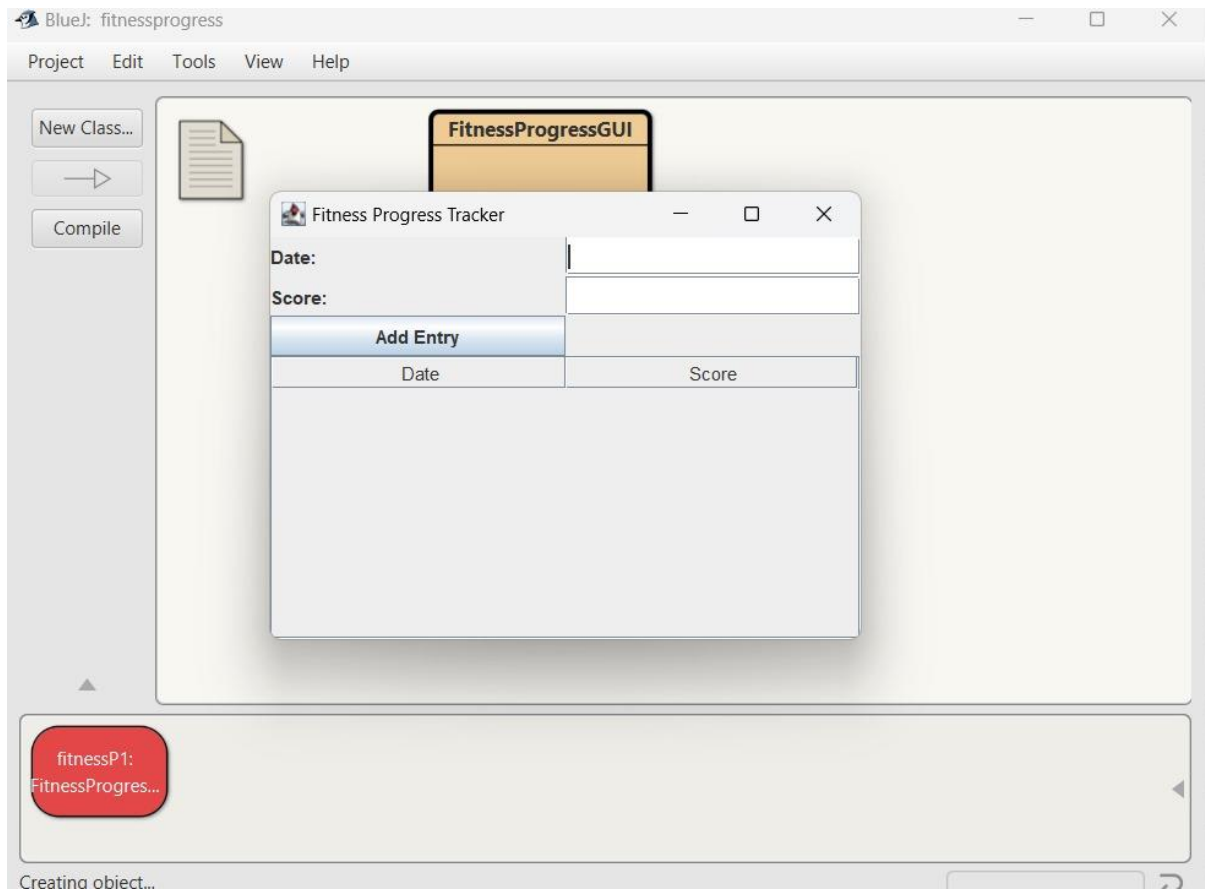 BlueJ: fitnessprogress
Project Edit Tools View Help
New Class...
Compile
FitnessProgressGUI
Fitness Progress Tracker
Date:
Score:
Add Entry
Date Score
fitnessP1:
FitnessProgres...
Creating object...